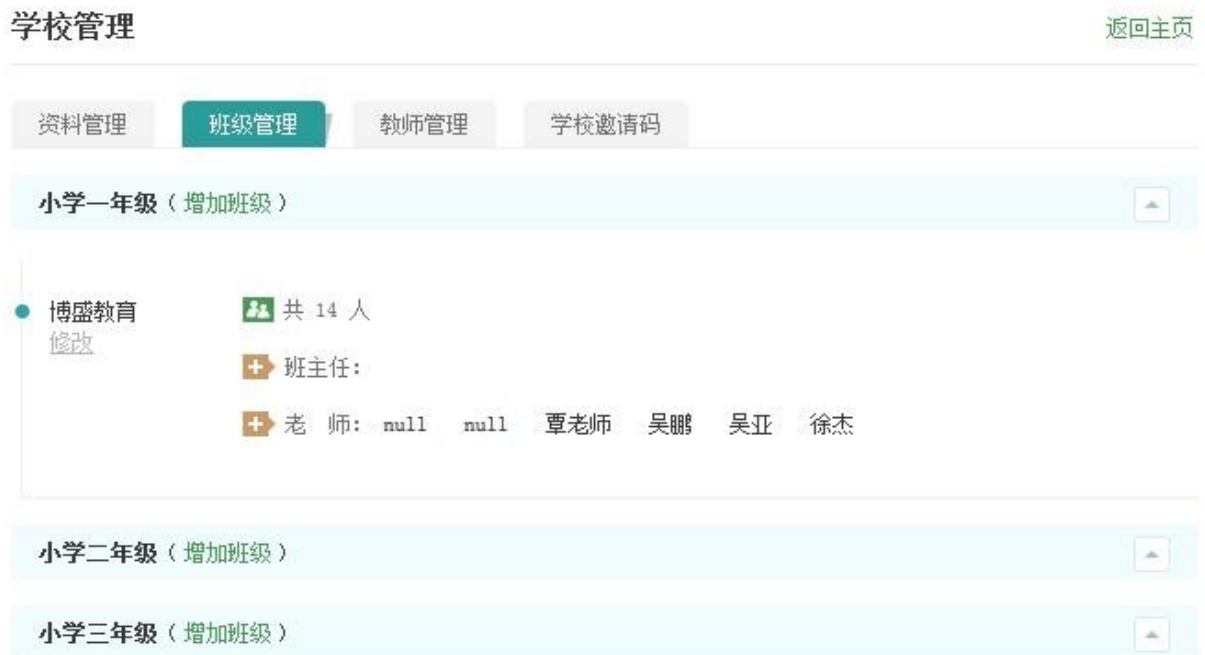 学校管理 返回主页
资料管理 班级管理 教师管理 学校邀请码
小学一年级（增加班级）
博盛教育 共 14 人
修改
班主任：
老 师： null null 覃老师 吴鹏 吴亚 徐杰
小学二年级（增加班级）
小学三年级（增加班级）